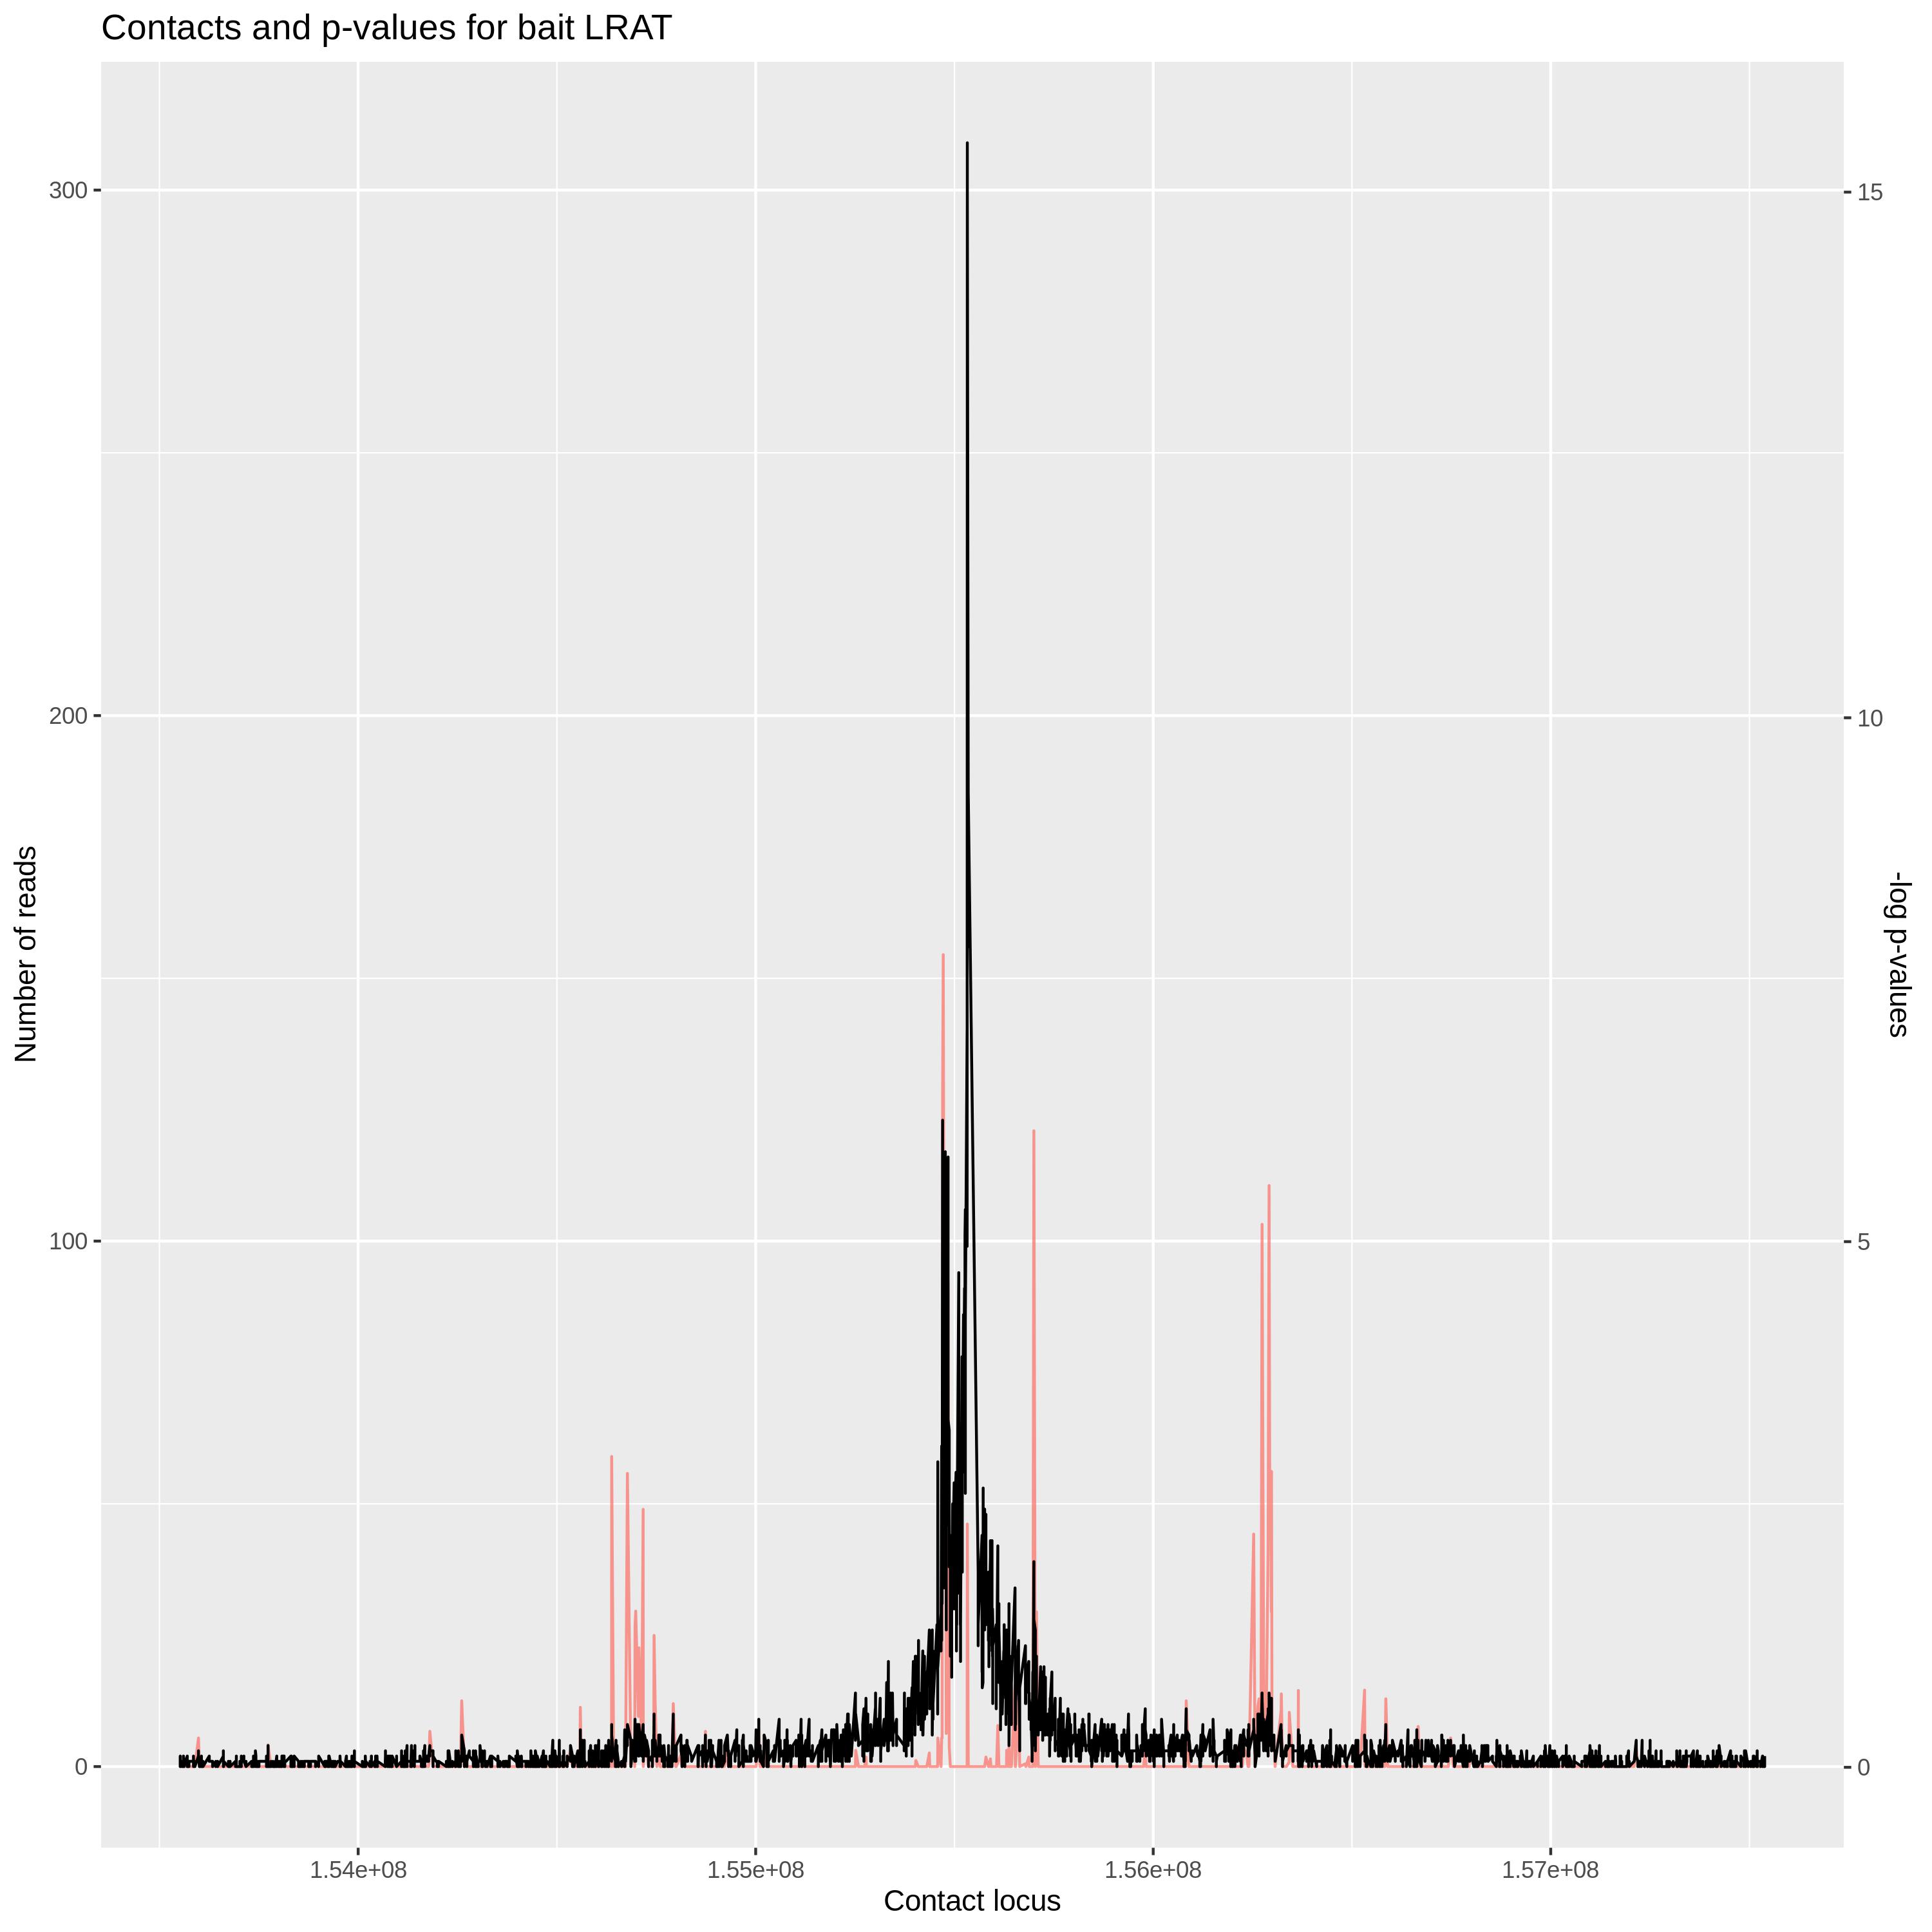 Contacts and p-values for bait LRAT
300
200
100
0
15
10
5
0
Number of reads
-log p-values
1.54e+08
1.55e+08
1.56e+08
1.57e+08
Contact locus